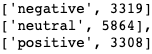 ['negative', 3319]
['neutral', 5864],
['positive', 3308]